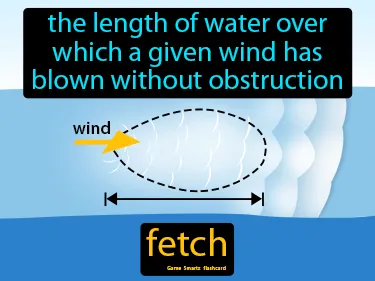 the length of water over
which a given wind has
blown without obstruction
wind
fetch
Game Smartz flashcard